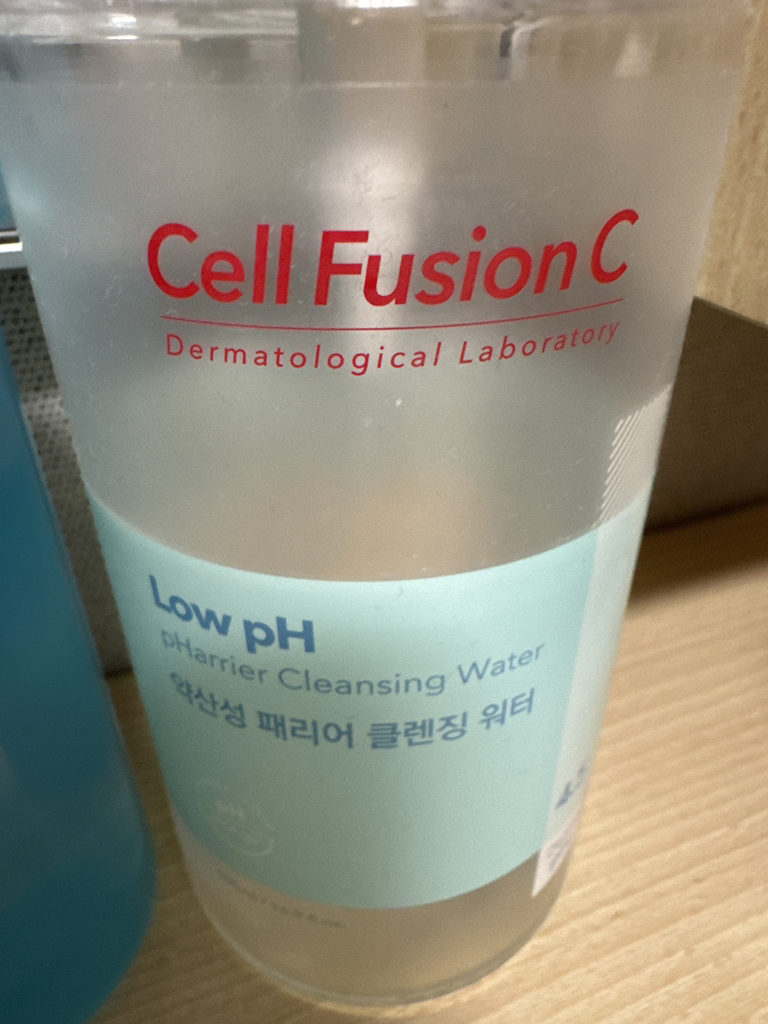 Cell Fusion C
Dermatological Laboratory
Low pH
pHarrier Cleansing Water
약산성 패리어 클렌징 워터
pH